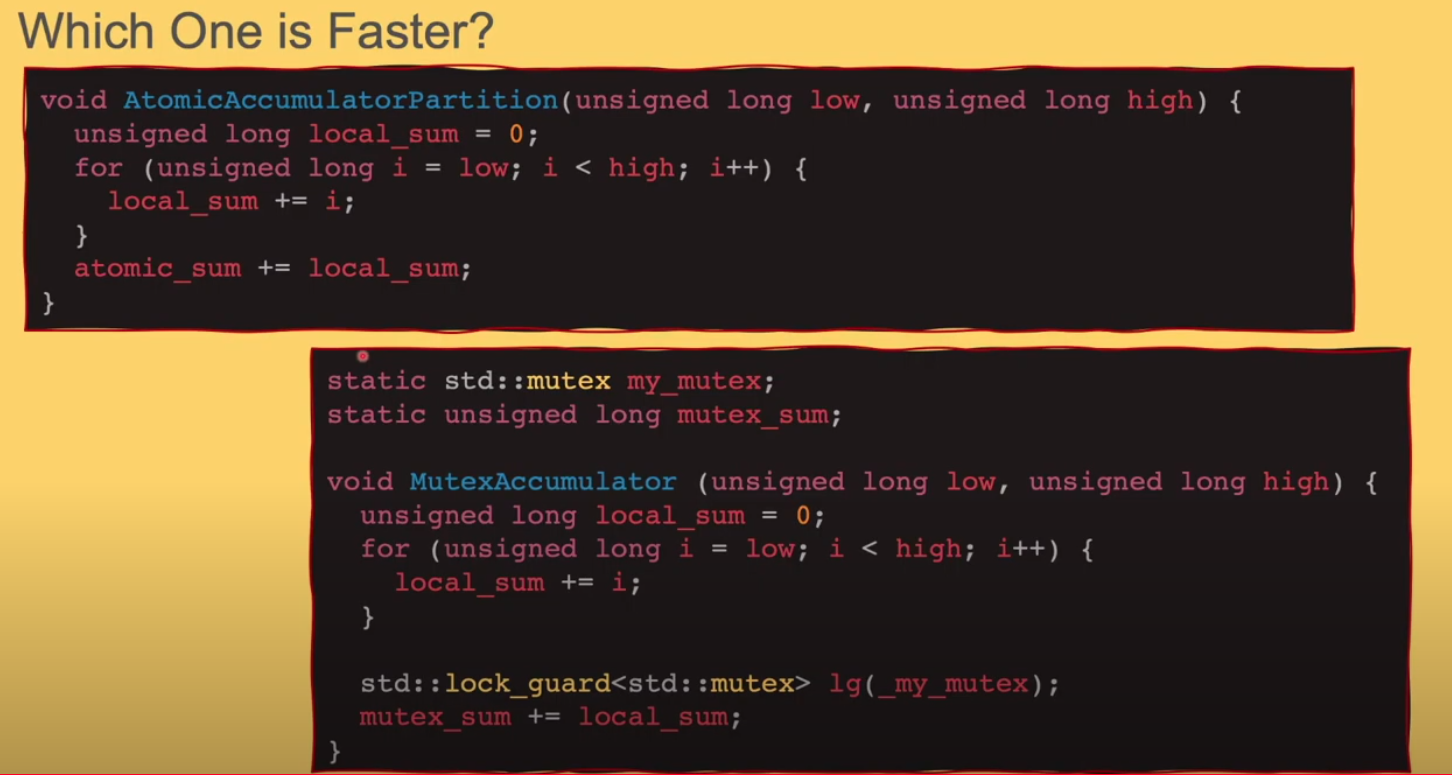 Which One is Faster?
void AtomicAccumulatorPartition(unsigned long low, unsigned long high) {
  unsigned long local_sum = 0;
  for (unsigned long i = low; i < high; i++) {
    local_sum += i;
  }
  atomic_sum += local_sum;
}
static std::mutex my_mutex;
static unsigned long mutex_sum;
void MutexAccumulator (unsigned long low, unsigned long high) {
  unsigned long local_sum = 0;
  for (unsigned long i = low; i < high; i++) {
    local_sum += i;
  }
  std::lock_guard<std::mutex> lg(_my_mutex);
  mutex_sum += local_sum;
}